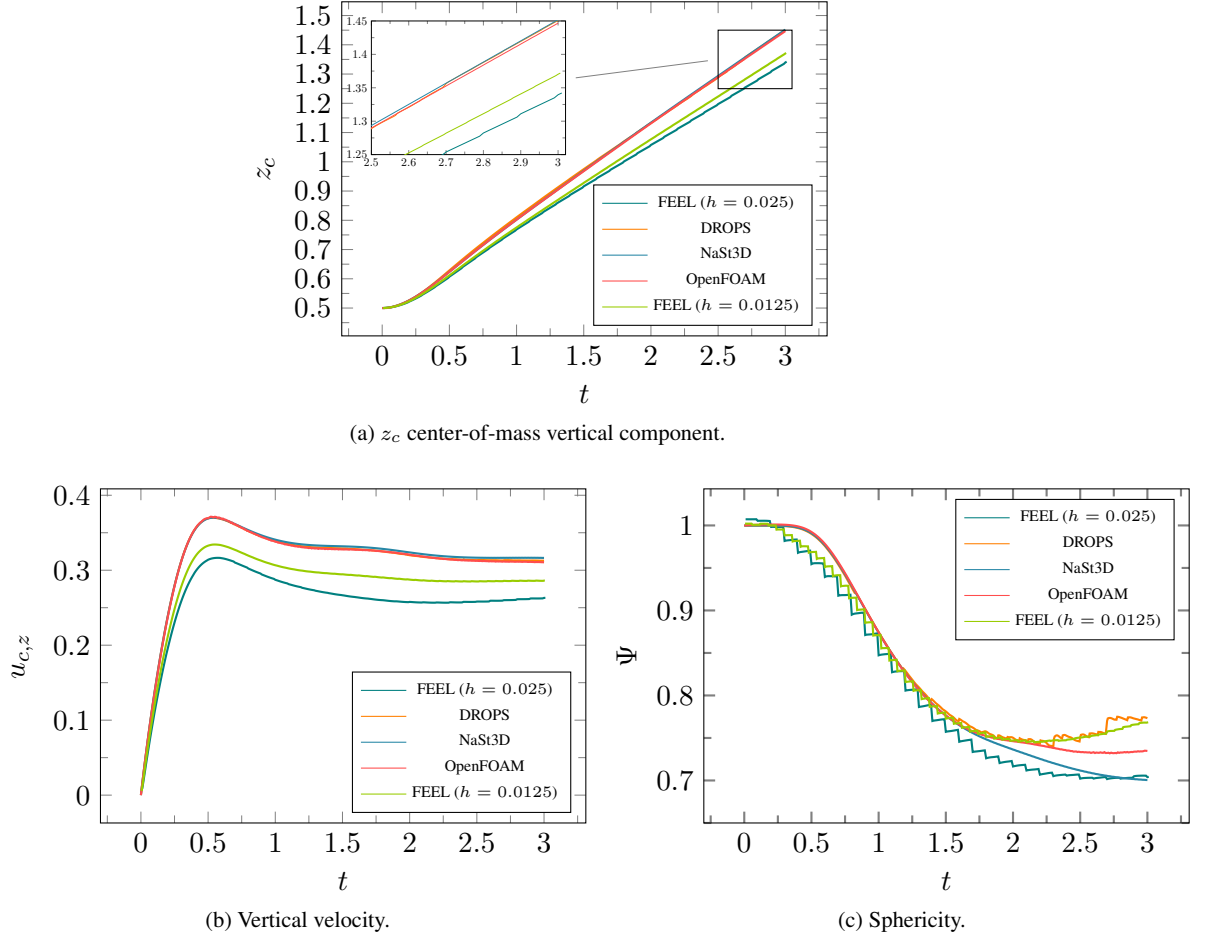 1.5
1.4
1.3
1.2
1.1
1
0.9
0.8
0.7
0.6
0.5
z_c
1.45
1.4
1.35
1.3
1.25
2.5 2.6 2.7 2.8 2.9 3
FEEL (h = 0.025)
DROPS
NaSt3D
OpenFOAM
FEEL (h = 0.0125)
0 0.5 1 1.5 2 2.5 3
t
(a) z_c center-of-mass vertical component.
0.4
0.3
0.2
0.1
0
u_{c,z}
FEEL (h = 0.025)
DROPS
NaSt3D
OpenFOAM
FEEL (h = 0.0125)
0 0.5 1 1.5 2 2.5 3
t
(b) Vertical velocity.
1
0.9
0.8
0.7
Ψ
FEEL (h = 0.025)
DROPS
NaSt3D
OpenFOAM
FEEL (h = 0.0125)
0 0.5 1 1.5 2 2.5 3
t
(c) Sphericity.